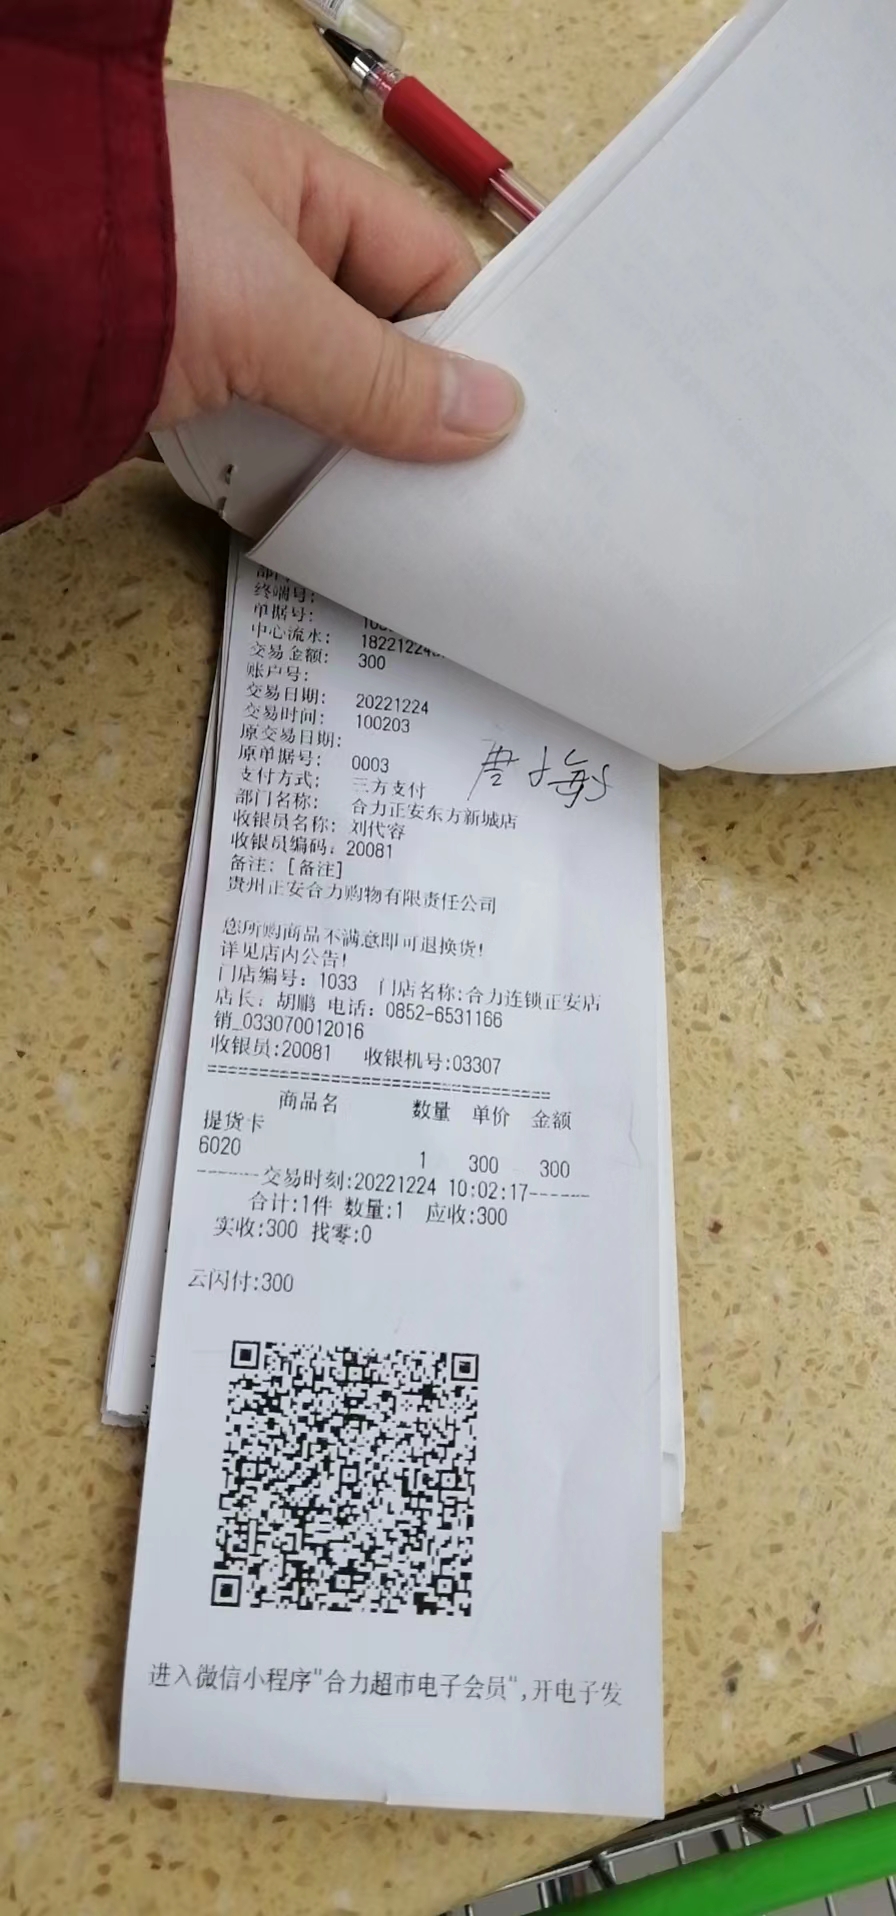 终端号:
单据号:
中心流水: 182212240
交易金额: 300
账户号:
交易日期: 20221224
交易时间: 100203
原交易日期:
原单据号: 0003
支付方式: 三方支付
部门名称: 合力正安东方新城店
收银员名称: 刘代容
收银员编码: 20081
备注: [备注]
贵州正安合力购物有限责任公司
您所购商品不满意即可退换货!
详见店内公告!
门店编号: 1033 门店名称:合力连锁正安店
店长: 胡鹏 电话: 0852-6531166
销_033070012016
收银员:20081 收银机号:03307
商品名 数量 单价 金额
提货卡
6020 1 300 300
------交易时刻:20221224 10:02:17------
合计:1件 数量:1 应收:300
实收:300 找零:0
云闪付:300
进入微信小程序"合力超市电子会员",开电子发